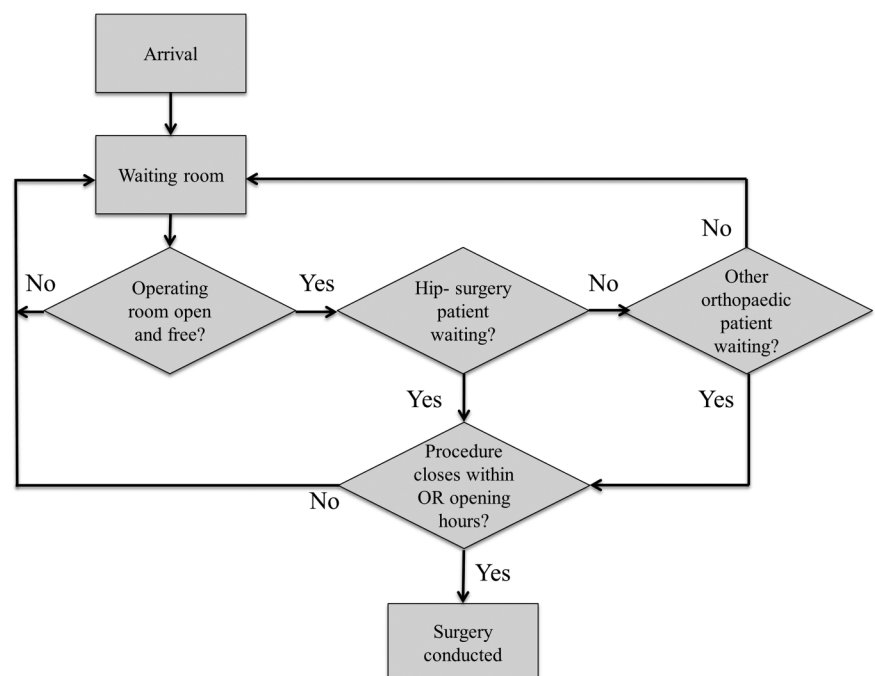 Arrival
Waiting room
No
Operating
room open
and free?
Yes
Hip- surgery
patient
waiting?
No
No
Other
orthopaedic
patient
waiting?
Yes
Yes
Procedure
closes within
OR opening
hours?
No
Yes
Surgery
conducted